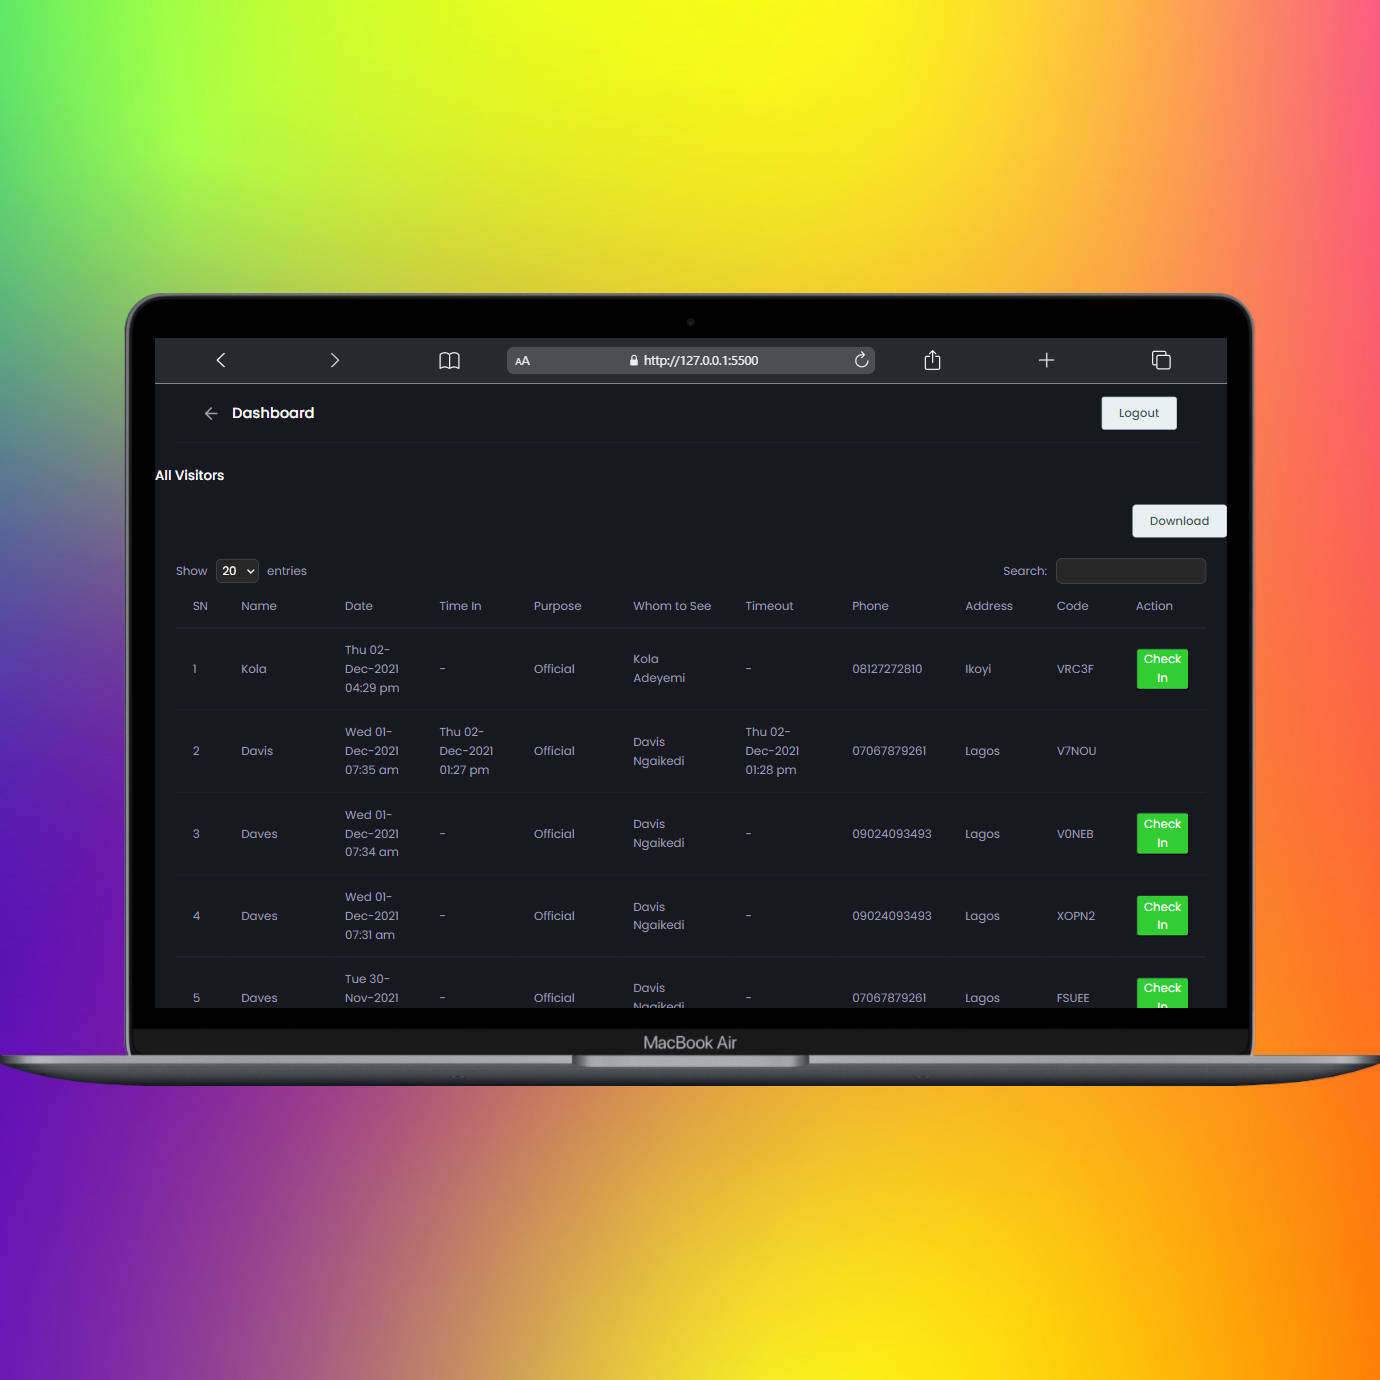 AA http://127.0.0.1:5500
Dashboard Logout
All Visitors
Download
Show 20 entries Search:
SN Name Date Time In Purpose Whom to See Timeout Phone Address Code Action
1 Kola Thu 02-Dec-2021 04:29 pm - Official Kola Adeyemi - 08127272810 Ikoyi VRC3F Check In
2 Davis Wed 01-Dec-2021 07:35 am Thu 02-Dec-2021 01:27 pm Official Davis Ngaikedi Thu 02-Dec-2021 01:28 pm 07067879261 Lagos V7NOU
3 Daves Wed 01-Dec-2021 07:34 am - Official Davis Ngaikedi - 09024093493 Lagos V0NEB Check In
4 Daves Wed 01-Dec-2021 07:31 am - Official Davis Ngaikedi - 09024093493 Lagos XOPN2 Check In
5 Daves Tue 30-Nov-2021 - Official Davis Ngaikedi - 07067879261 Lagos FSUEE Check In
MacBook Air